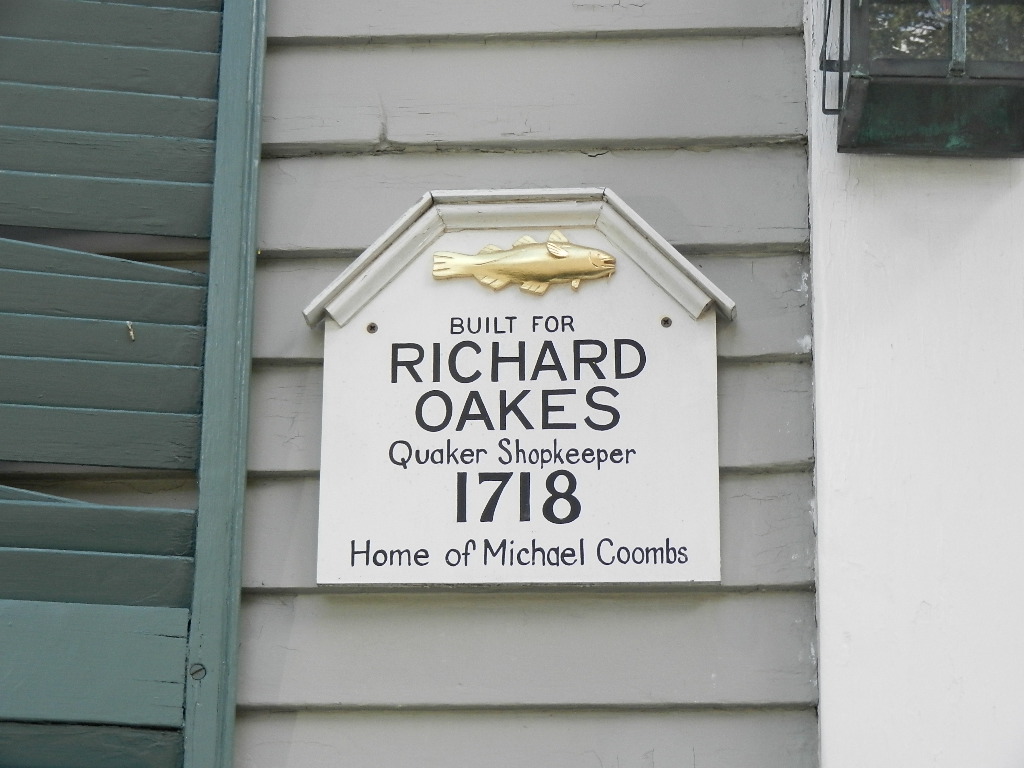 BUILT FOR
RICHARD
OAKES
Quaker Shopkeeper
1718
Home of Michael Coombs